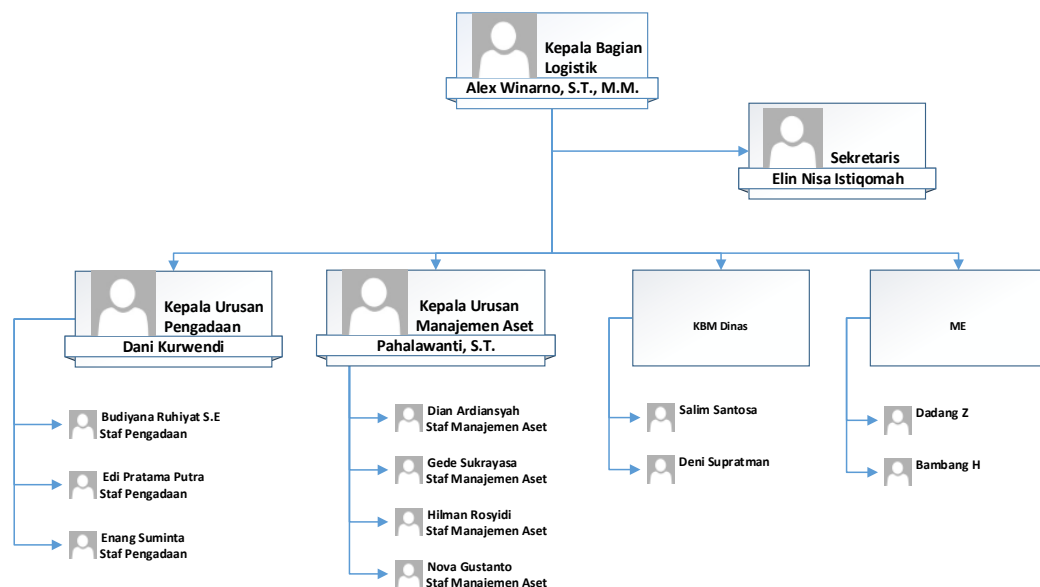 Kepala Bagian
Logistik
Alex Winarno, S.T., M.M.
Sekretaris
Elin Nisa Istiqomah
Kepala Urusan
Pengadaan
Dani Kurwendi
Kepala Urusan
Manajemen Aset
Pahalawanti, S.T.
KBM Dinas
ME
Budiyana Ruhiyat S.E
Staf Pengadaan
Edi Pratama Putra
Staf Pengadaan
Enang Suminta
Staf Pengadaan
Dian Ardiansyah
Staf Manajemen Aset
Gede Sukrayasa
Staf Manajemen Aset
Hilman Rosyidi
Staf Manajemen Aset
Nova Gustanto
Staf Manajemen Aset
Salim Santosa
Deni Supratman
Dadang Z
Bambang H